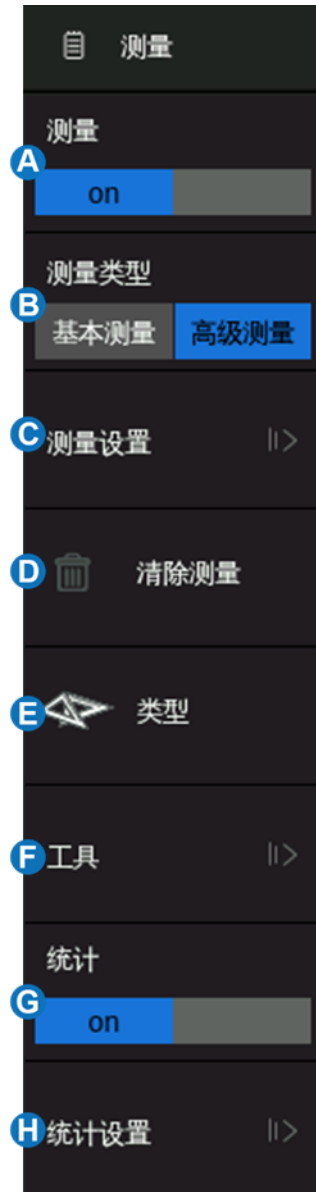 测量
测量
A
on
测量类型
B
基本测量 高级测量
C 测量设置
D 清除测量
E 类型
F 工具
统计
G
on
H 统计设置